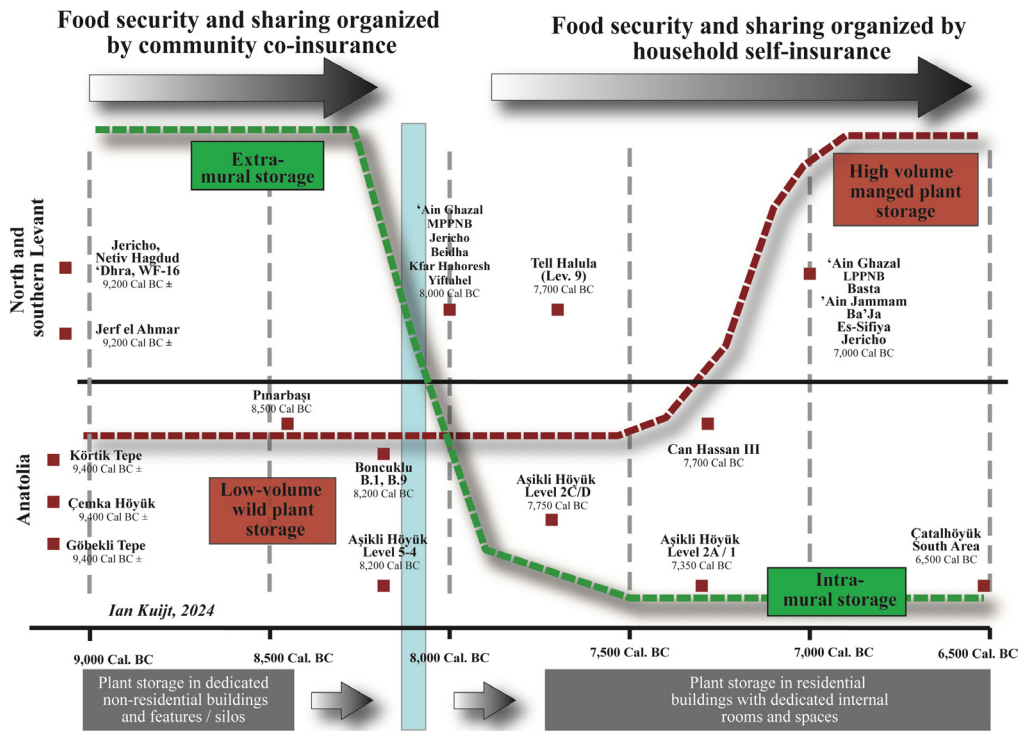 Food security and sharing organized
by community co-insurance
Food security and sharing organized by
household self-insurance
Extra-
mural storage
High volume
manged plant
storage
North and
southern Levant
Jericho,
Netiv Hagdud
‘Dhra, WF-16
9,200 Cal BC ±
Jerf el Ahmar
9,200 Cal BC ±
‘Ain Ghazal
MPPNB
Jericho
Beidha
Kfar Hahoresh
Yiftahel
8,000 Cal BC
Tell Halula
(Lev. 9)
7,700 Cal BC
‘Ain Ghazal
LPPNB
Basta
’Ain Jammam
Ba’Ja
Es-Sifiya
Jericho
7,000 Cal BC
Anatolia
Pınarbaşı
8,500 Cal BC
Körtik Tepe
9,400 Cal BC ±
Çemka Höyük
9,400 Cal BC ±
Göbekli Tepe
9,400 Cal BC ±
Low-volume
wild plant
storage
Boncuklu
B.1, B.9
8,200 Cal BC
Aşikli Höyük
Level 5-4
8,200 Cal BC
Aşikli Höyük
Level 2C/D
7,750 Cal BC
Can Hassan III
7,700 Cal BC
Aşikli Höyük
Level 2A / 1
7,350 Cal BC
Çatalhöyük
South Area
6,500 Cal BC
Intra-
mural storage
Ian Kuijt, 2024
9,000 Cal. BC
8,500 Cal. BC
8,000 Cal. BC
7,500 Cal. BC
7,000 Cal. BC
6,500 Cal. BC
Plant storage in dedicated
non-residential buildings
and features / silos
Plant storage in residential
buildings with dedicated internal
rooms and spaces